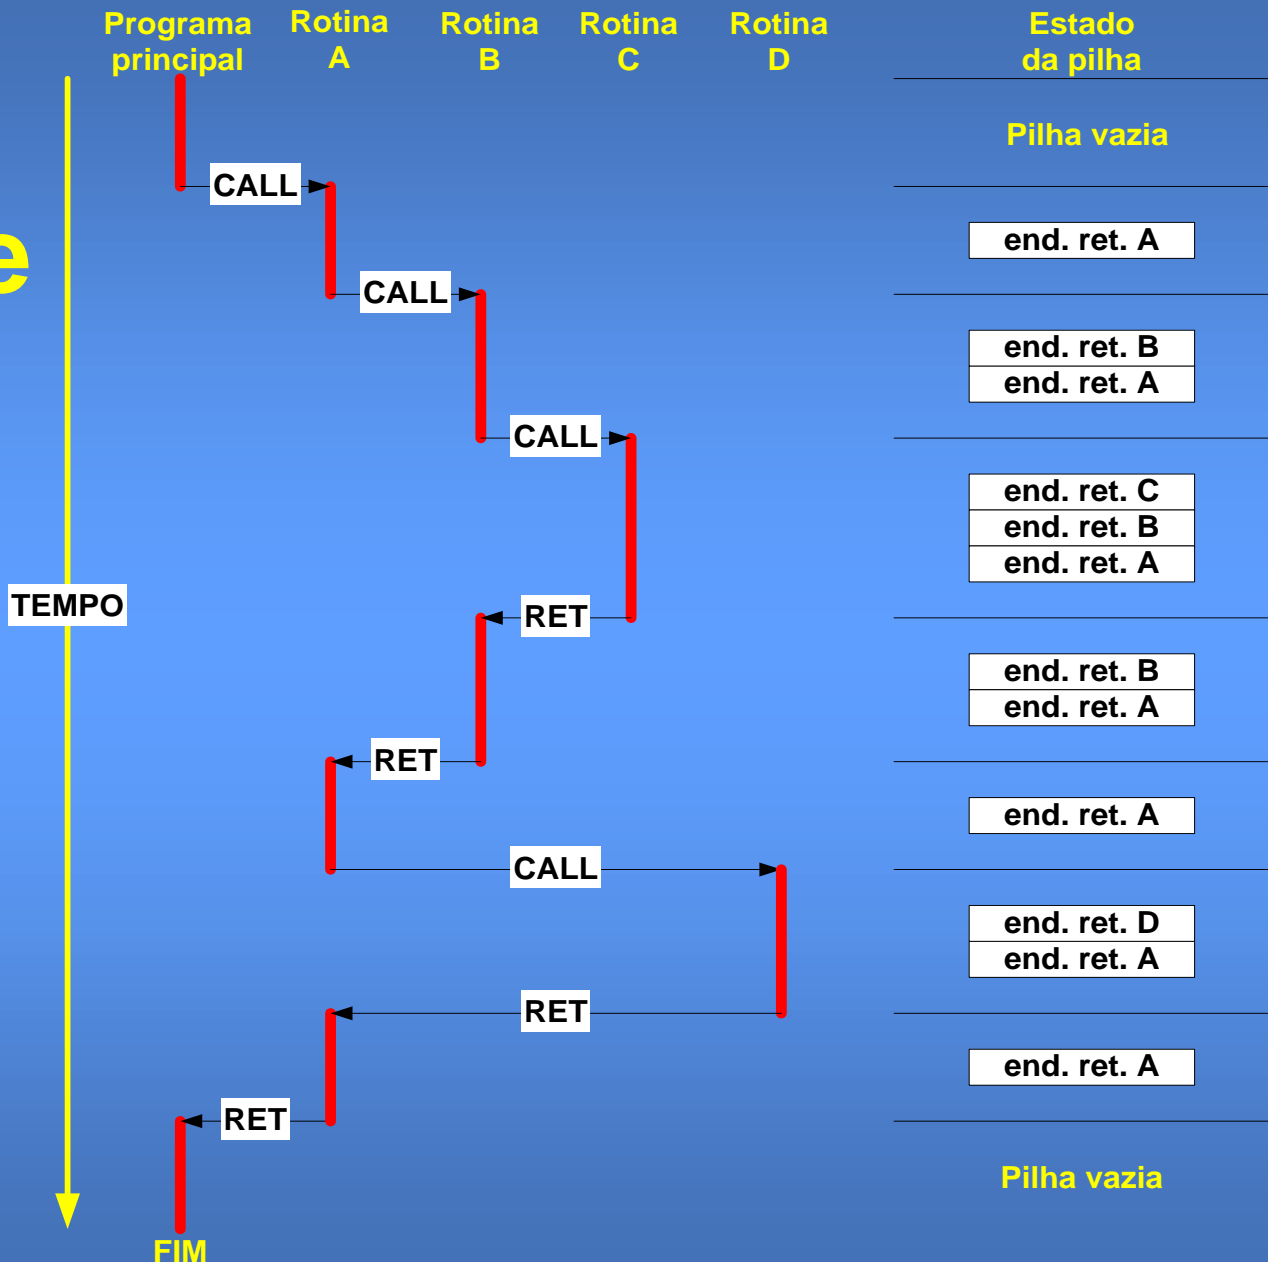 Programa
principal
Rotina
A
Rotina
B
Rotina
C
Rotina
D
Estado
da pilha
Pilha vazia
CALL
end. ret. A
e
CALL
end. ret. B
end. ret. A
CALL
end. ret. C
end. ret. B
end. ret. A
TEMPO
RET
end. ret. B
end. ret. A
RET
end. ret. A
CALL
end. ret. D
end. ret. A
RET
end. ret. A
RET
Pilha vazia
FIM